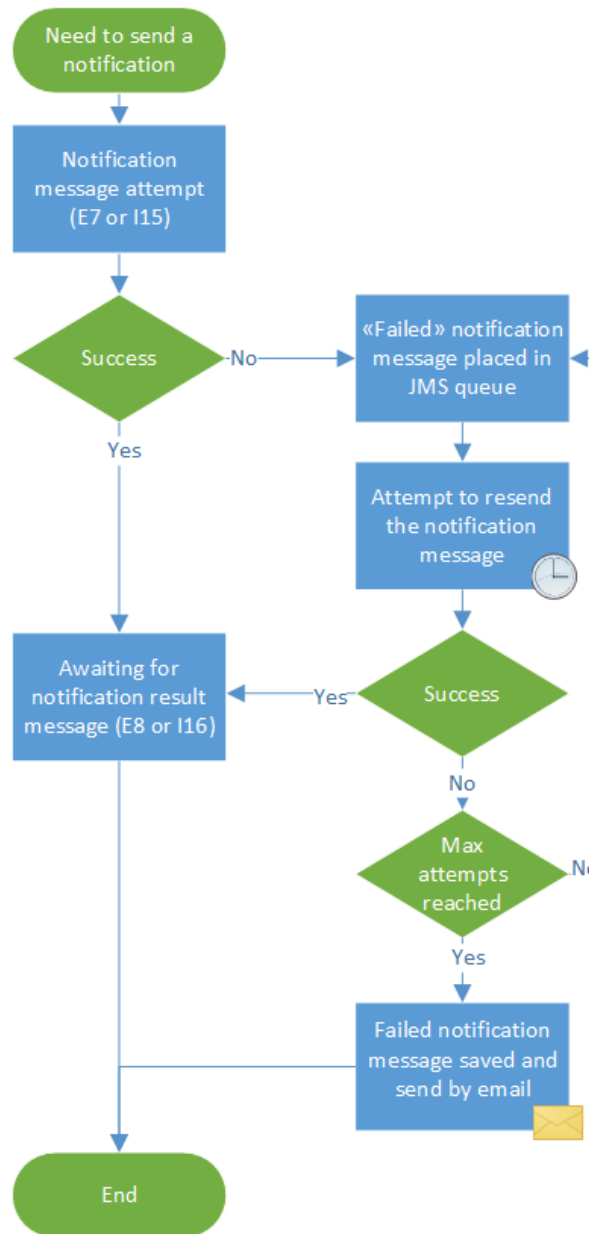 Need to send a
notification
Notification
message attempt
(E7 or I15)
Success
No
«Failed» notification
message placed in
JMS queue
Yes
Attempt to resend
the notification
message
Awaiting for
notification result
message (E8 or I16)
Yes
Success
No
Max
attempts
reached
No
Yes
Failed notification
message saved and
send by email
End